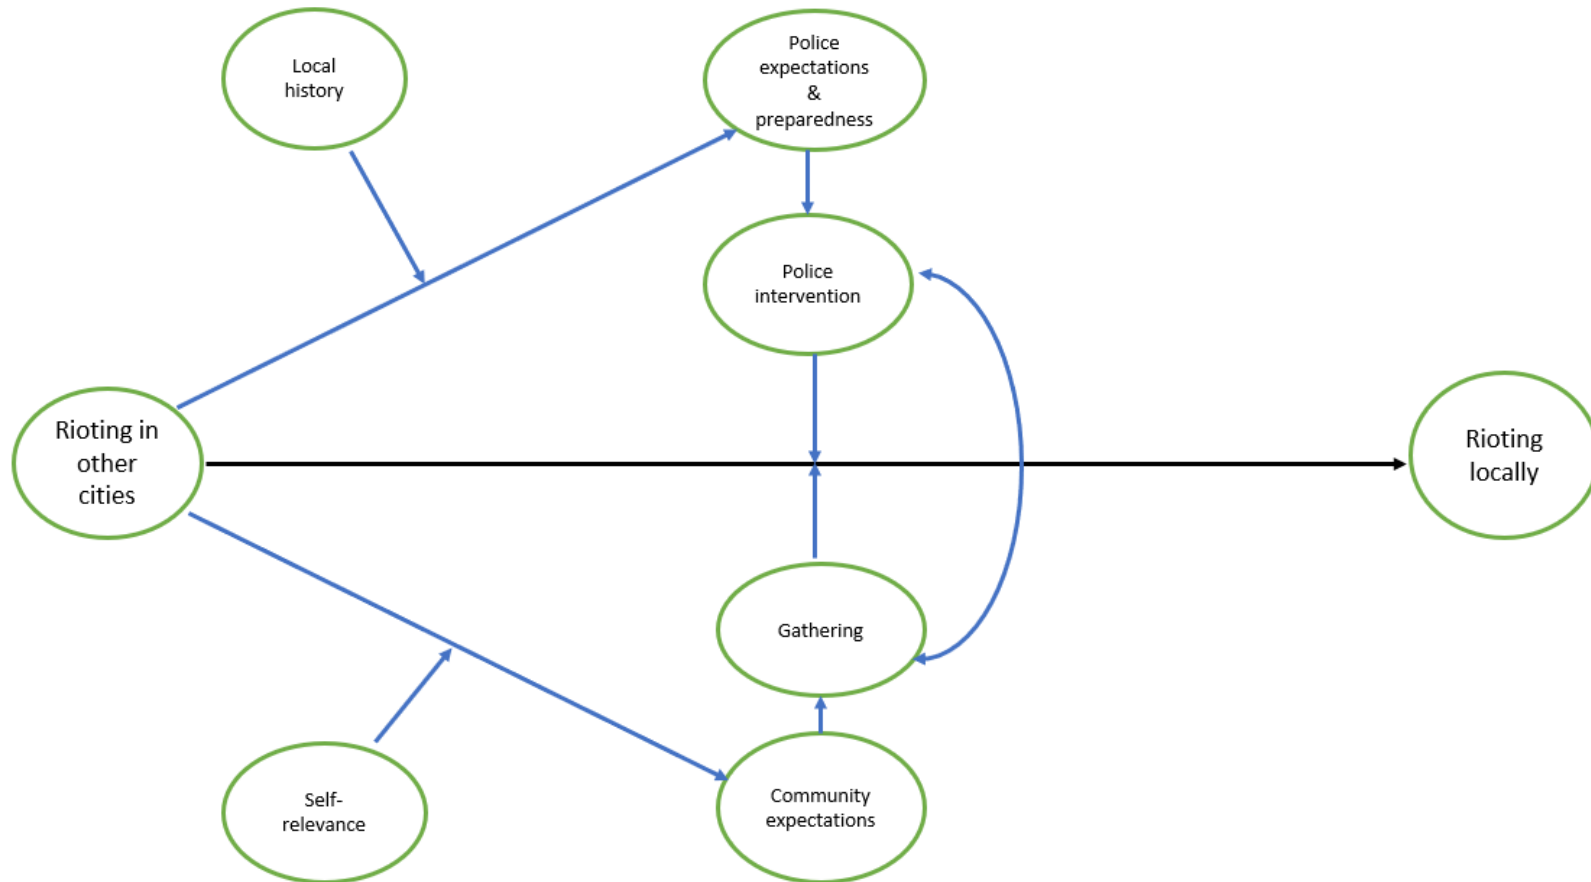 Local
history
Police
expectations
&
preparedness
Police
intervention
Rioting in
other
cities
Rioting
locally
Gathering
Self-
relevance
Community
expectations